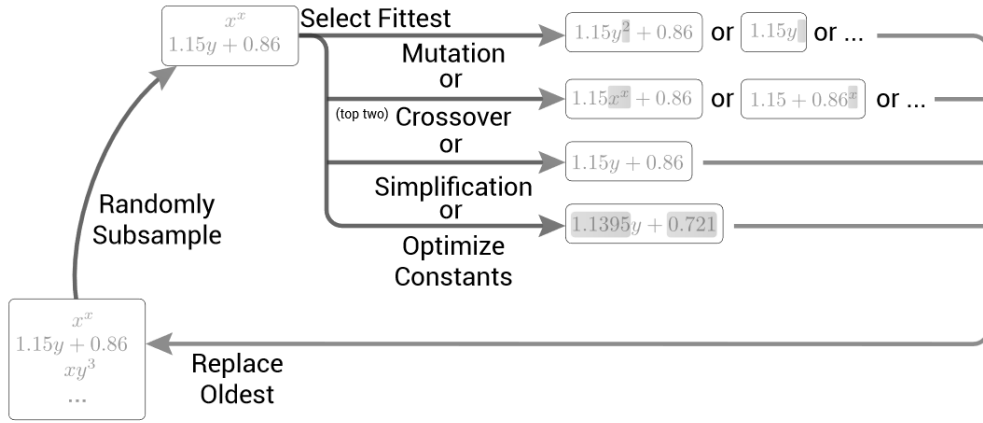 x^x
1.15y + 0.86
Select Fittest
1.15y^2 + 0.86 or 1.15y or ...
Mutation
or
1.15x^x + 0.86 or 1.15 + 0.86^x or ...
(top two) Crossover
or
1.15y + 0.86
Simplification
or
1.1395y + 0.721
Optimize
Constants
Randomly
Subsample
x^x
1.15y + 0.86
xy^3
...
Replace
Oldest